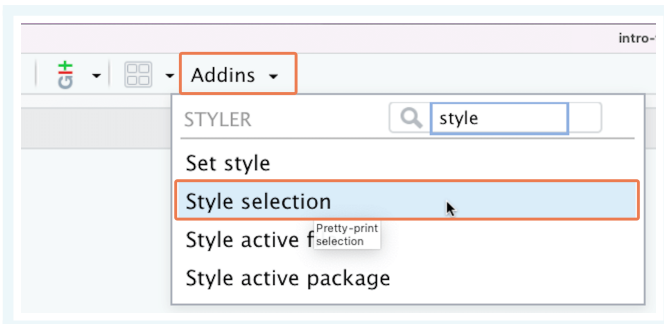 intro-
Addins
STYLER
style
Set style
Style selection
Pretty-print
selection
Style active f
Style active package